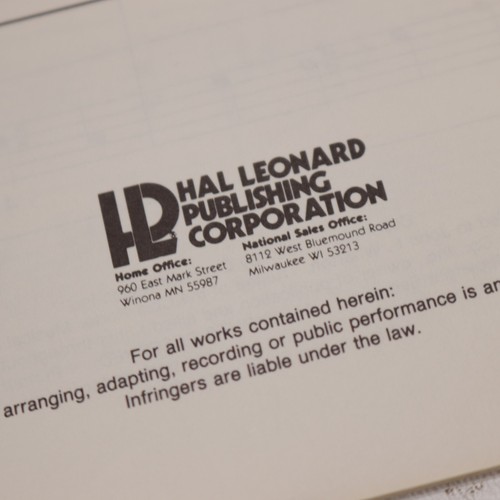 HAL LEONARD
PUBLISHING
CORPORATION
Home Office:
960 East Mark Street
Winona MN 55987
National Sales Office:
8112 West Bluemound Road
Milwaukee WI 53213
For all works contained herein:
arranging, adapting, recording or public performance is an
Infringers are liable under the law.